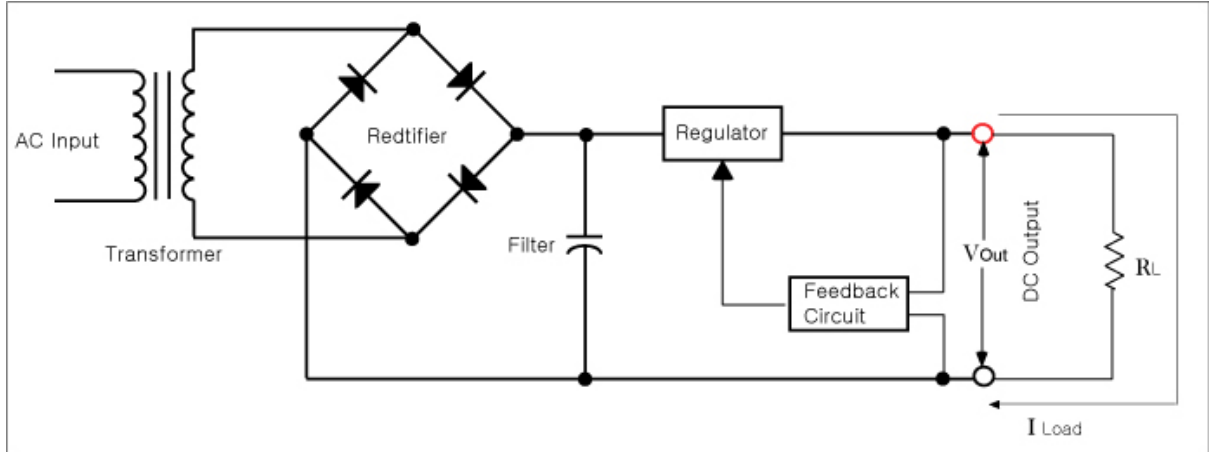 AC Input
Transformer
Redtifier
Filter
Regulator
Feedback
Circuit
VOut
DC Output
RL
I Load